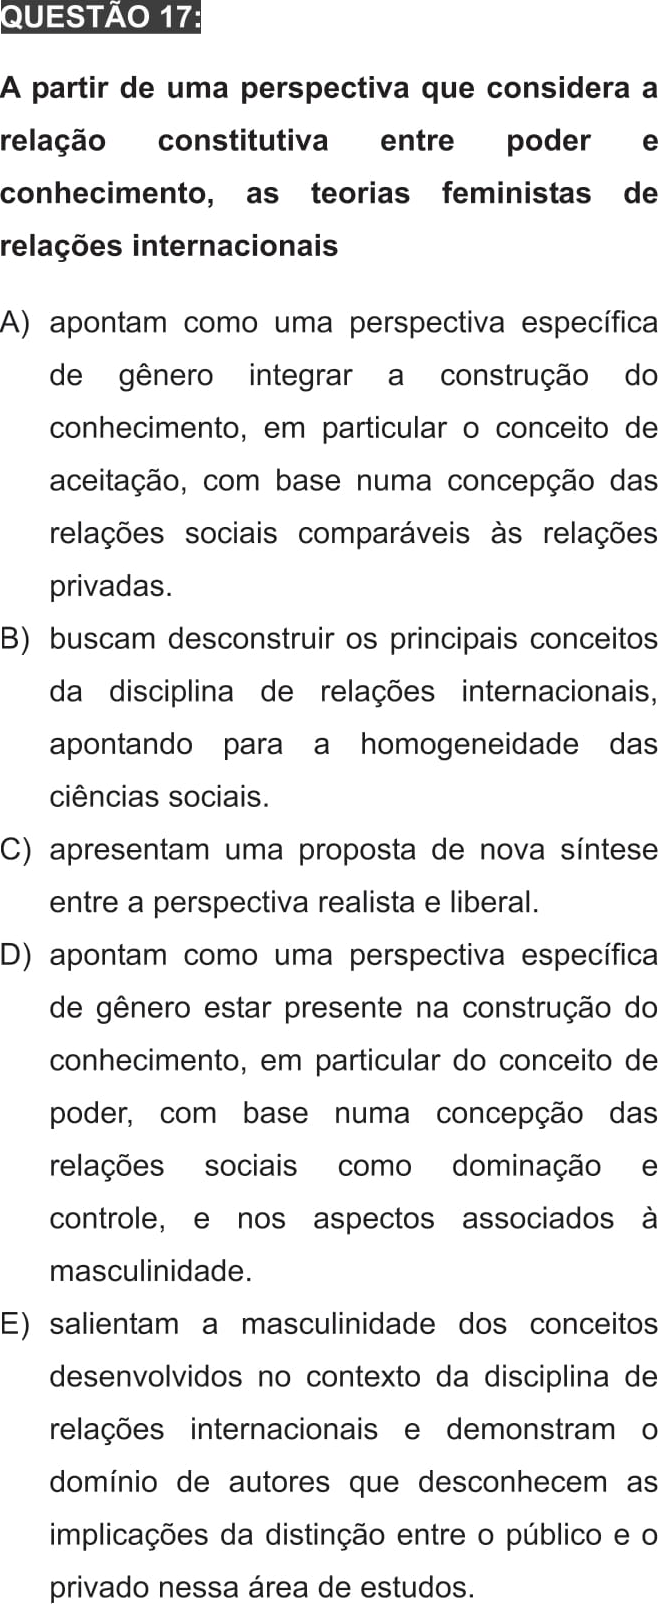 QUESTÃO 17:
A partir de uma perspectiva que considera a
relação constitutiva entre poder e
conhecimento, as teorias feministas de
relações internacionais
A) apontam como uma perspectiva específica
de gênero integrar a construção do
conhecimento, em particular o conceito de
aceitação, com base numa concepção das
relações sociais comparáveis às relações
privadas.
B) buscam desconstruir os principais conceitos
da disciplina de relações internacionais,
apontando para a homogeneidade das
ciências sociais.
C) apresentam uma proposta de nova síntese
entre a perspectiva realista e liberal.
D) apontam como uma perspectiva específica
de gênero estar presente na construção do
conhecimento, em particular do conceito de
poder, com base numa concepção das
relações sociais como dominação e
controle, e nos aspectos associados à
masculinidade.
E) salientam a masculinidade dos conceitos
desenvolvidos no contexto da disciplina de
relações internacionais e demonstram o
domínio de autores que desconhecem as
implicações da distinção entre o público e o
privado nessa área de estudos.